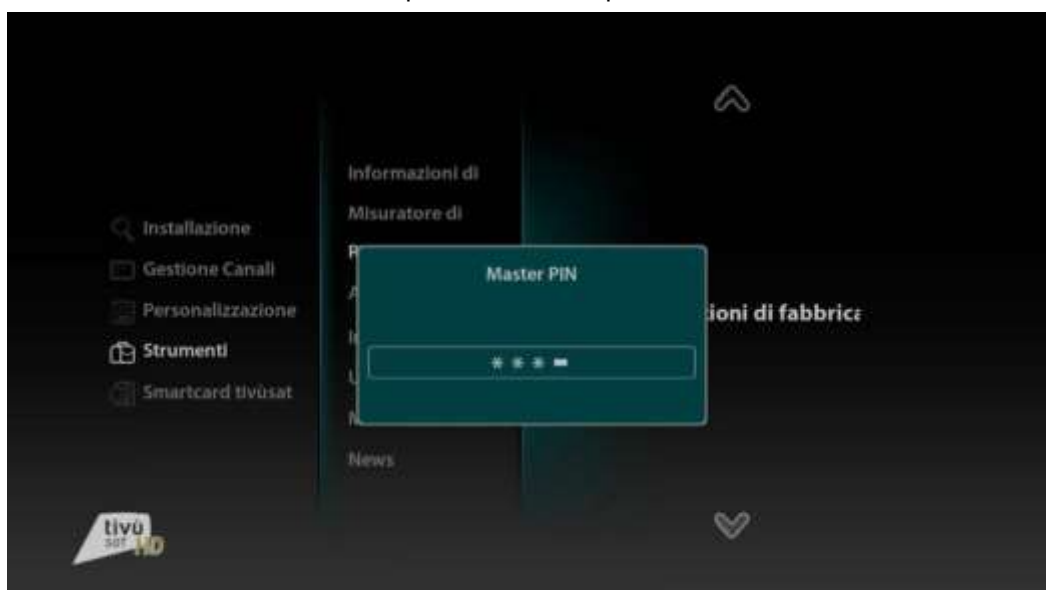 Informazioni di
Misuratore di
Installazione
Gestione Canali
Personalizzazione
Strumenti
Smartcard tivùsat
News
Master PIN
* * * -
ioni di fabbrica
tivù
sat HD